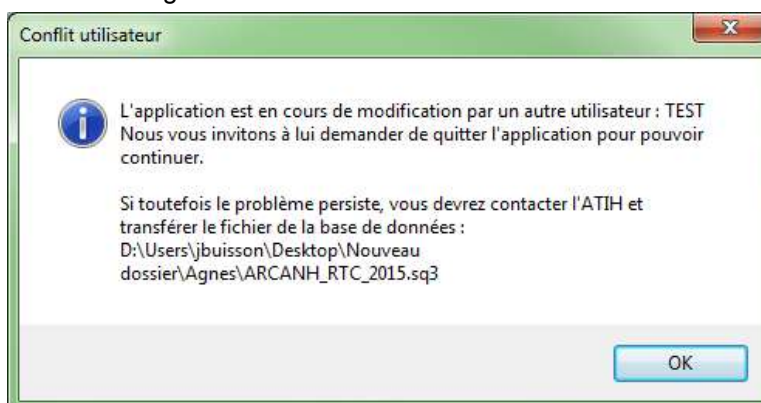 Conflit utilisateur
L'application est en cours de modification par un autre utilisateur : TEST
Nous vous invitons à lui demander de quitter l'application pour pouvoir
continuer.
Si toutefois le problème persiste, vous devrez contacter l'ATIH et
transférer le fichier de la base de données :
D:\Users\jbuisson\Desktop\Nouveau
dossier\Agnes\ARCANH_RTC_2015.sq3
OK